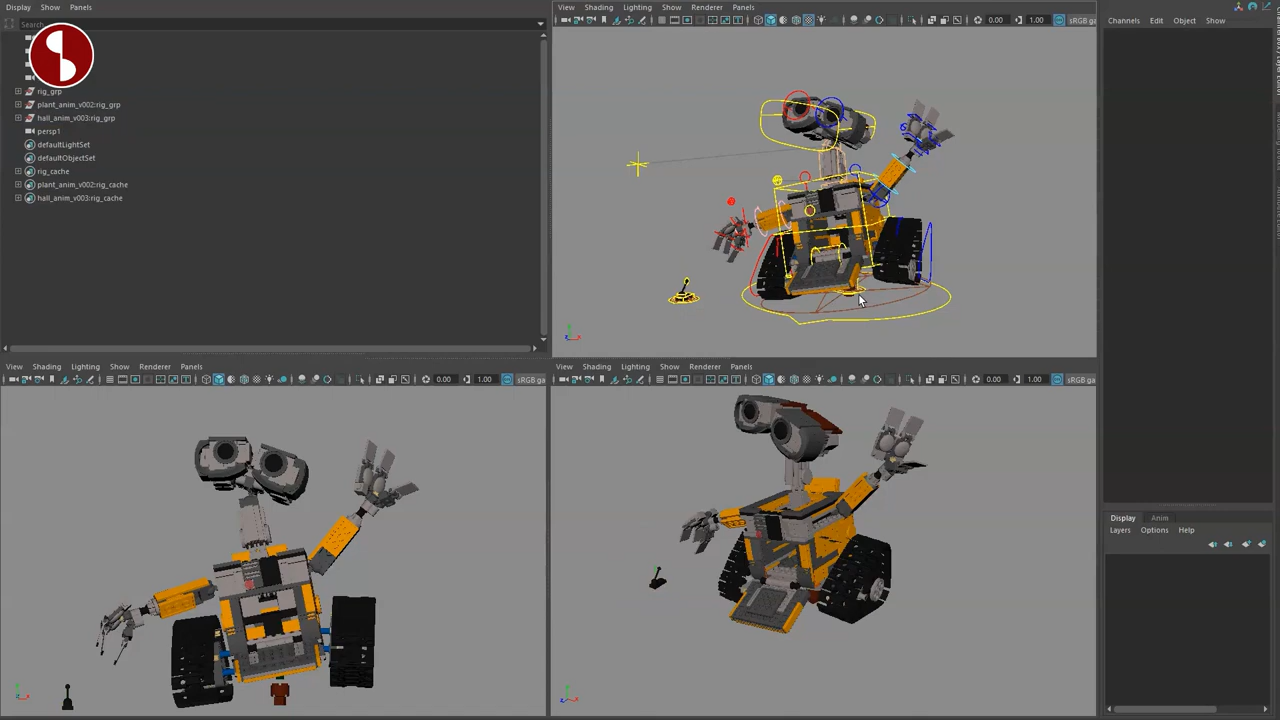 Display Show Panels
Search...
rig_grp
plant_anim_v002:rig_grp
hall_anim_v003:rig_grp
persp1
defaultLightSet
defaultObjectSet
rig_cache
plant_anim_v002:rig_cache
hall_anim_v003:rig_cache
View Shading Lighting Show Renderer Panels
0.00 1.00 sRGB ga
Channels Edit Object Show
View Shading Lighting Show Renderer Panels
0.00 1.00 sRGB ga
View Shading Lighting Show Renderer Panels
0.00 1.00 sRGB ga
Display Anim
Layers Options Help